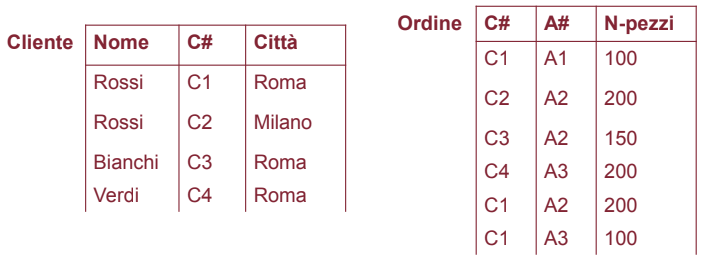 Cliente Nome C# Città
Rossi C1 Roma
Rossi C2 Milano
Bianchi C3 Roma
Verdi C4 Roma
Ordine C# A# N-pezzi
C1 A1 100
C2 A2 200
C3 A2 150
C4 A3 200
C1 A2 200
C1 A3 100